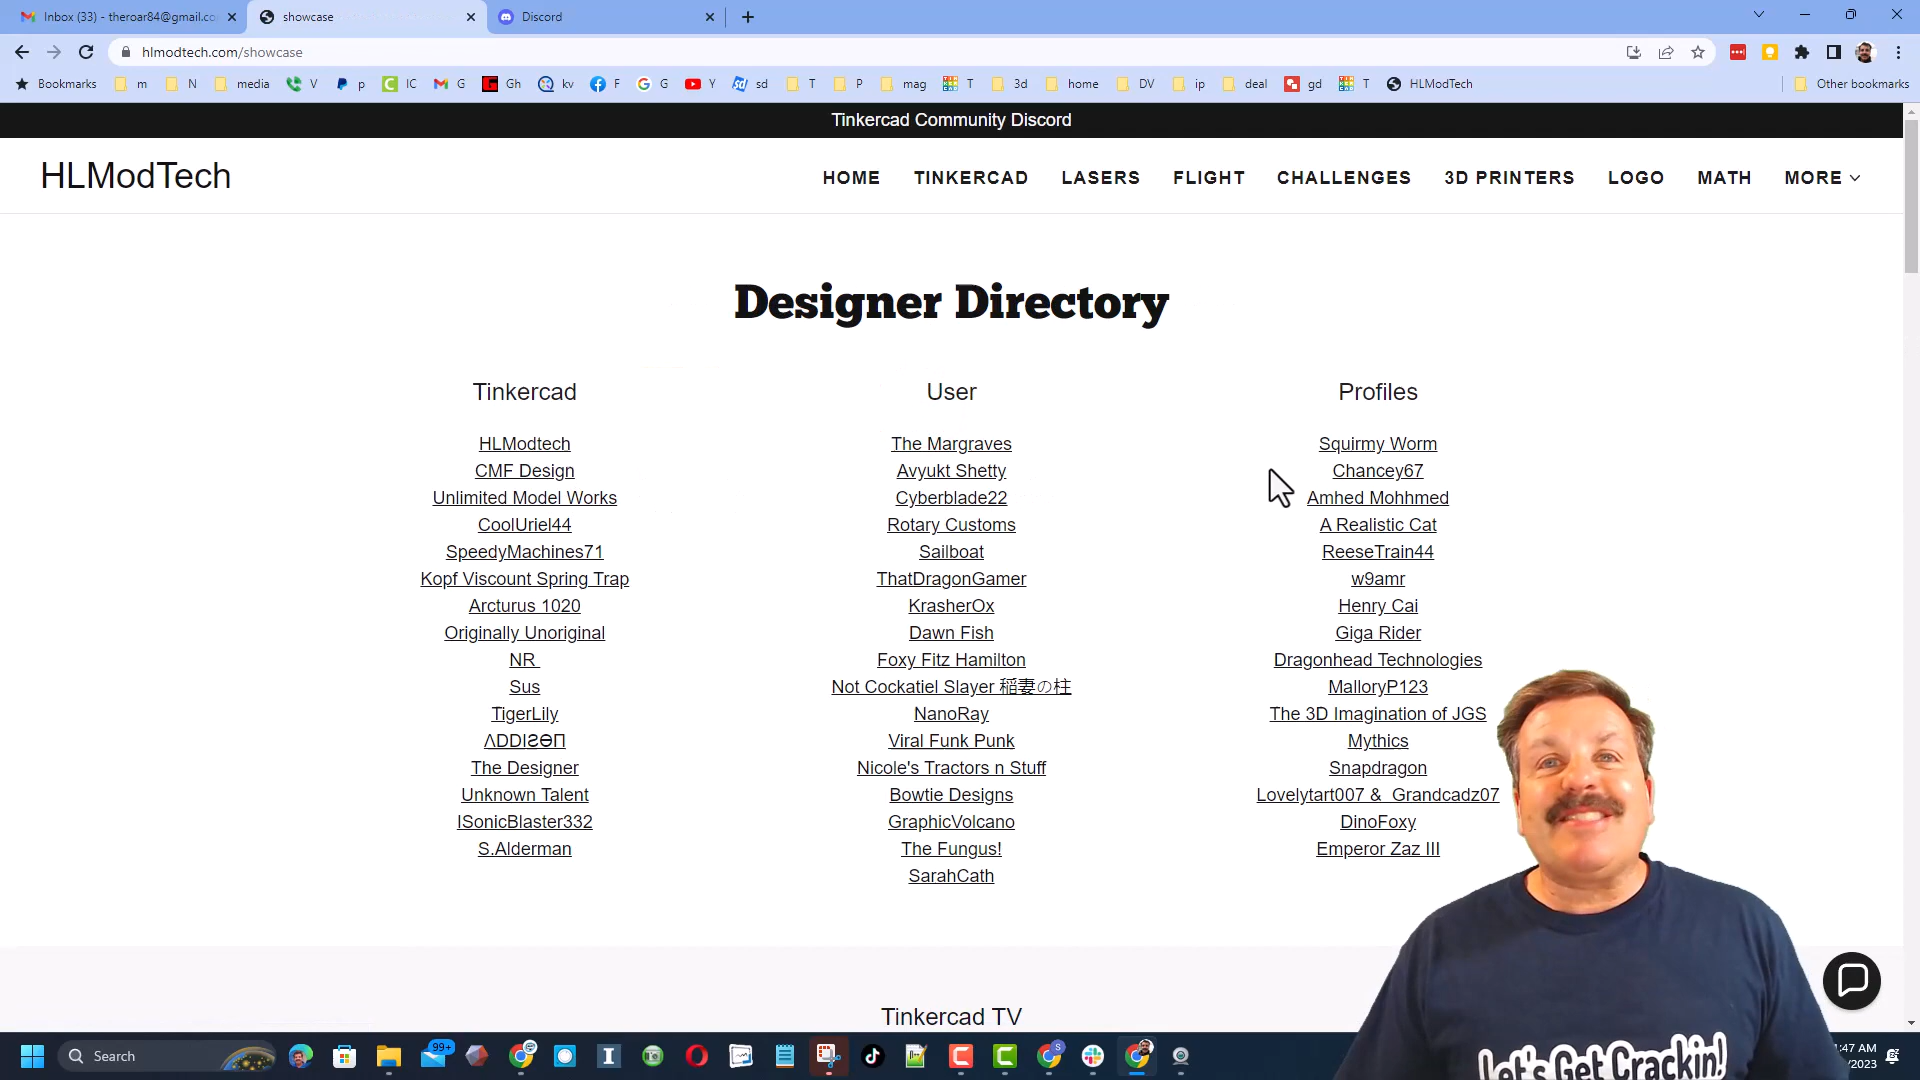 Inbox (33) - theroar84@gmail.co
showcase
Discord
hlmodtech.com/showcase
Bookmarks m N media V p IC G Gh kv F G Y sd T P mag T 3d home DV ip deal gd T HLModTech Other bookmarks
Tinkercad Community Discord
HLModTech
HOME TINKERCAD LASERS FLIGHT CHALLENGES 3D PRINTERS LOGO MATH MORE
Designer Directory
Tinkercad
HLModtech
CMF Design
Unlimited Model Works
CoolUriel44
SpeedyMachines71
Kopf Viscount Spring Trap
Arcturus 1020
Originally Unoriginal
NR
Sus
TigerLily
ΛDDIƧӨП
The Designer
Unknown Talent
ISonicBlaster332
S.Alderman
User
The Margraves
Avyukt Shetty
Cyberblade22
Rotary Customs
Sailboat
ThatDragonGamer
KrasherOx
Dawn Fish
Foxy Fitz Hamilton
Not Cockatiel Slayer 稲妻の柱
NanoRay
Viral Funk Punk
Nicole's Tractors n Stuff
Bowtie Designs
GraphicVolcano
The Fungus!
SarahCath
Profiles
Squirmy Worm
Chancey67
Amhed Mohhmed
A Realistic Cat
ReeseTrain44
w9amr
Henry Cai
Giga Rider
Dragonhead Technologies
MalloryP123
The 3D Imagination of JGS
Mythics
Snapdragon
Lovelytart007 & Grandcadz07
DinoFoxy
Emperor Zaz III
Tinkercad TV
Let's Get Crackin!
Search
99+
:47 AM
/2023